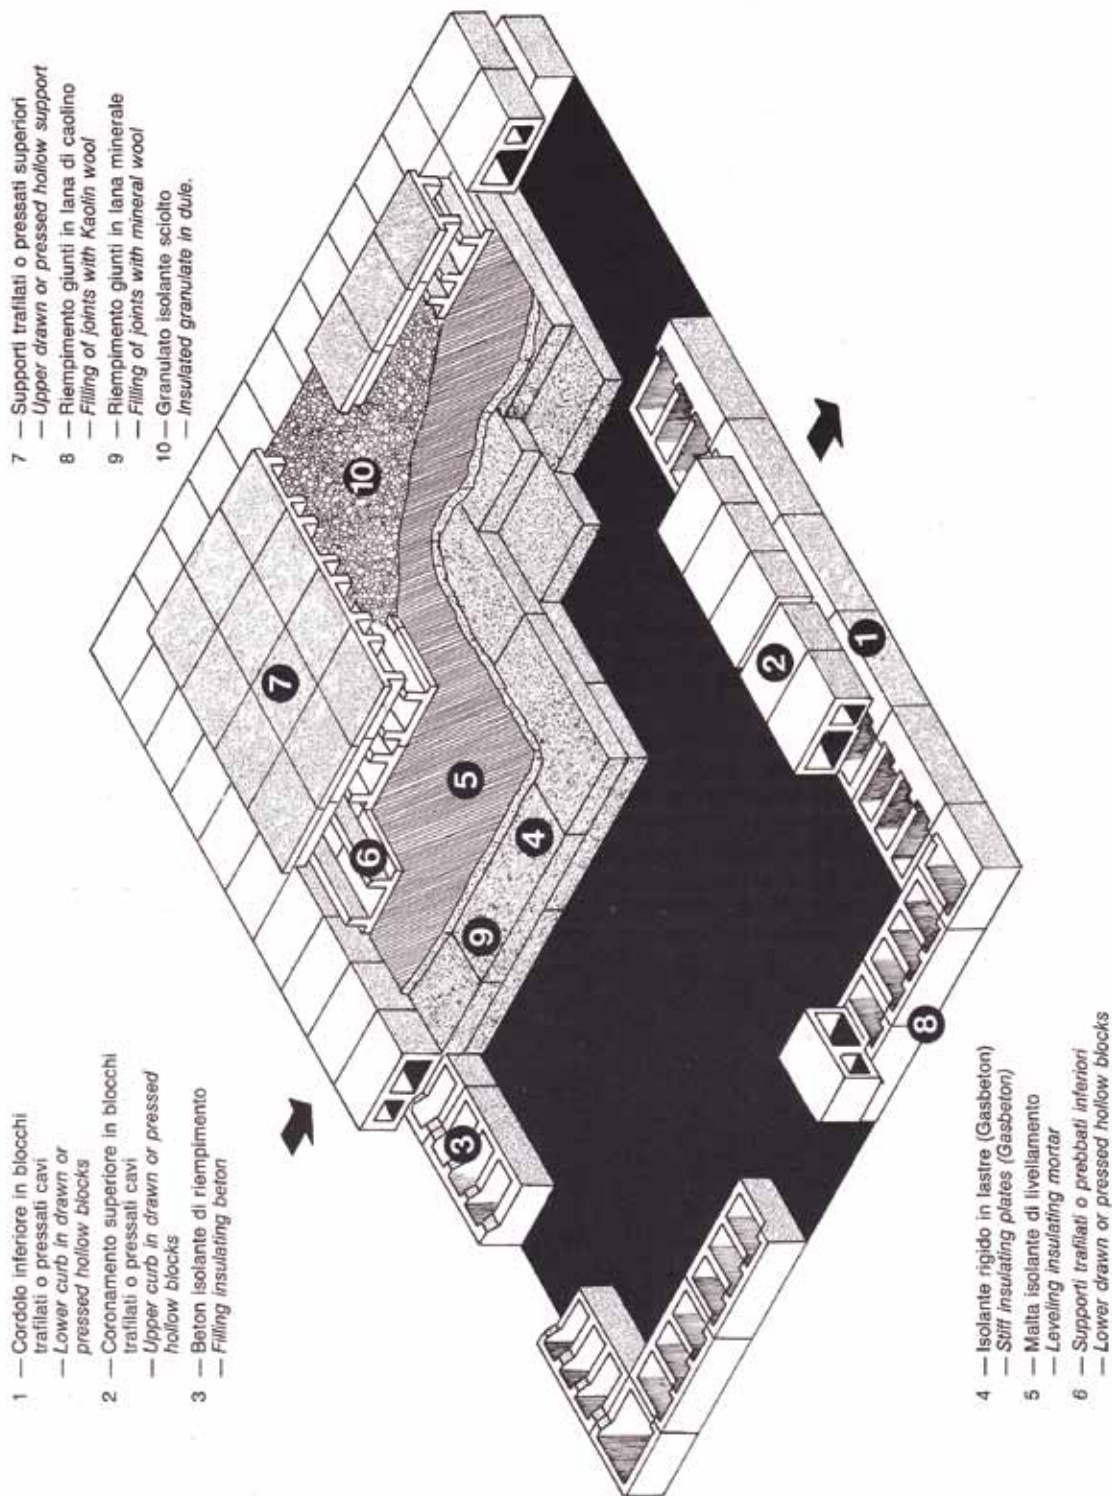 1 — Cordolo inferiore in blocchi
trafilati o pressati cavi
— Lower curb in drawn or
pressed hollow blocks
2 — Coronamento superiore in blocchi
trafilati o pressati cavi
— Upper curb in drawn or pressed
hollow blocks
3 — Beton isolante di riempimento
— Filling insulating beton
7 — Supporti trafilati o pressati superiori
— Upper drawn or pressed hollow support
8 — Riempimento giunti in lana di caolino
— Filling of joints with Kaolin wool
9 — Riempimento giunti in lana minerale
— Filling of joints with mineral wool
10 — Granulato isolante sciolto
— Insulated granulate in dule.
7
10
6
5
9
4
3
2
1
8
4 — Isolante rigido in lastre (Gasbeton)
— Stiff insulating plates (Gasbeton)
5 — Malta isolante di livellamento
— Leveling insulating mortar
6 — Supporti trafilati o prebbati inferiori
— Lower drawn or pressed hollow blocks